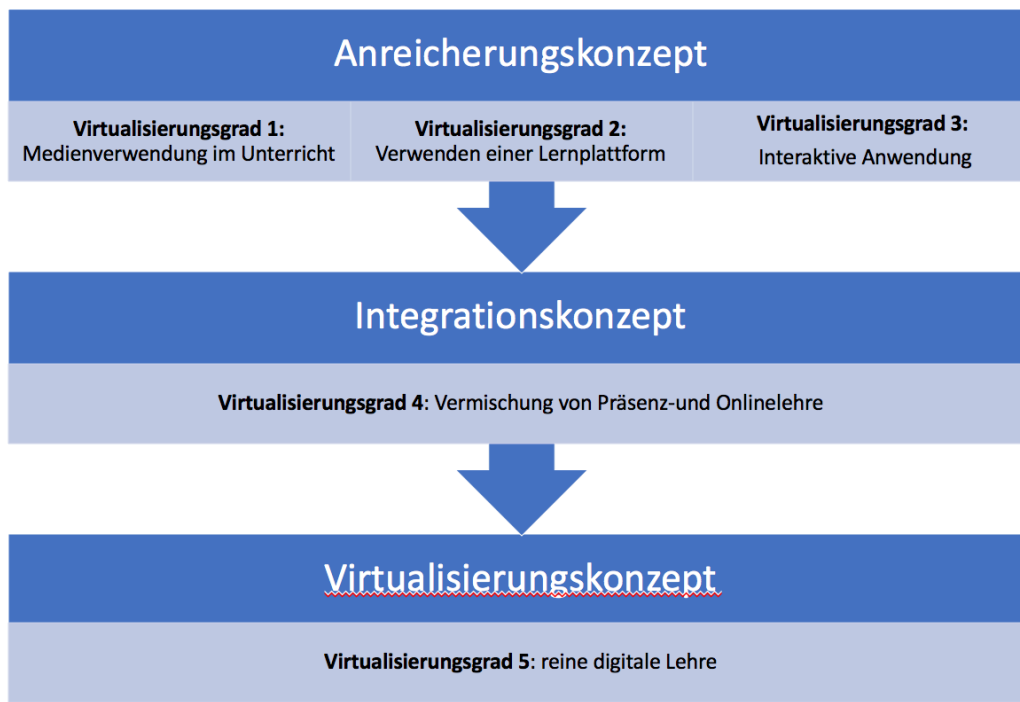 Anreicherungskonzept
Virtualisierungsgrad 1:
Medienverwendung im Unterricht
Virtualisierungsgrad 2:
Verwenden einer Lernplattform
Virtualisierungsgrad 3:
Interaktive Anwendung
Integrationskonzept
Virtualisierungsgrad 4: Vermischung von Präsenz-und Onlinelehre
Virtualisierungskonzept
Virtualisierungsgrad 5: reine digitale Lehre